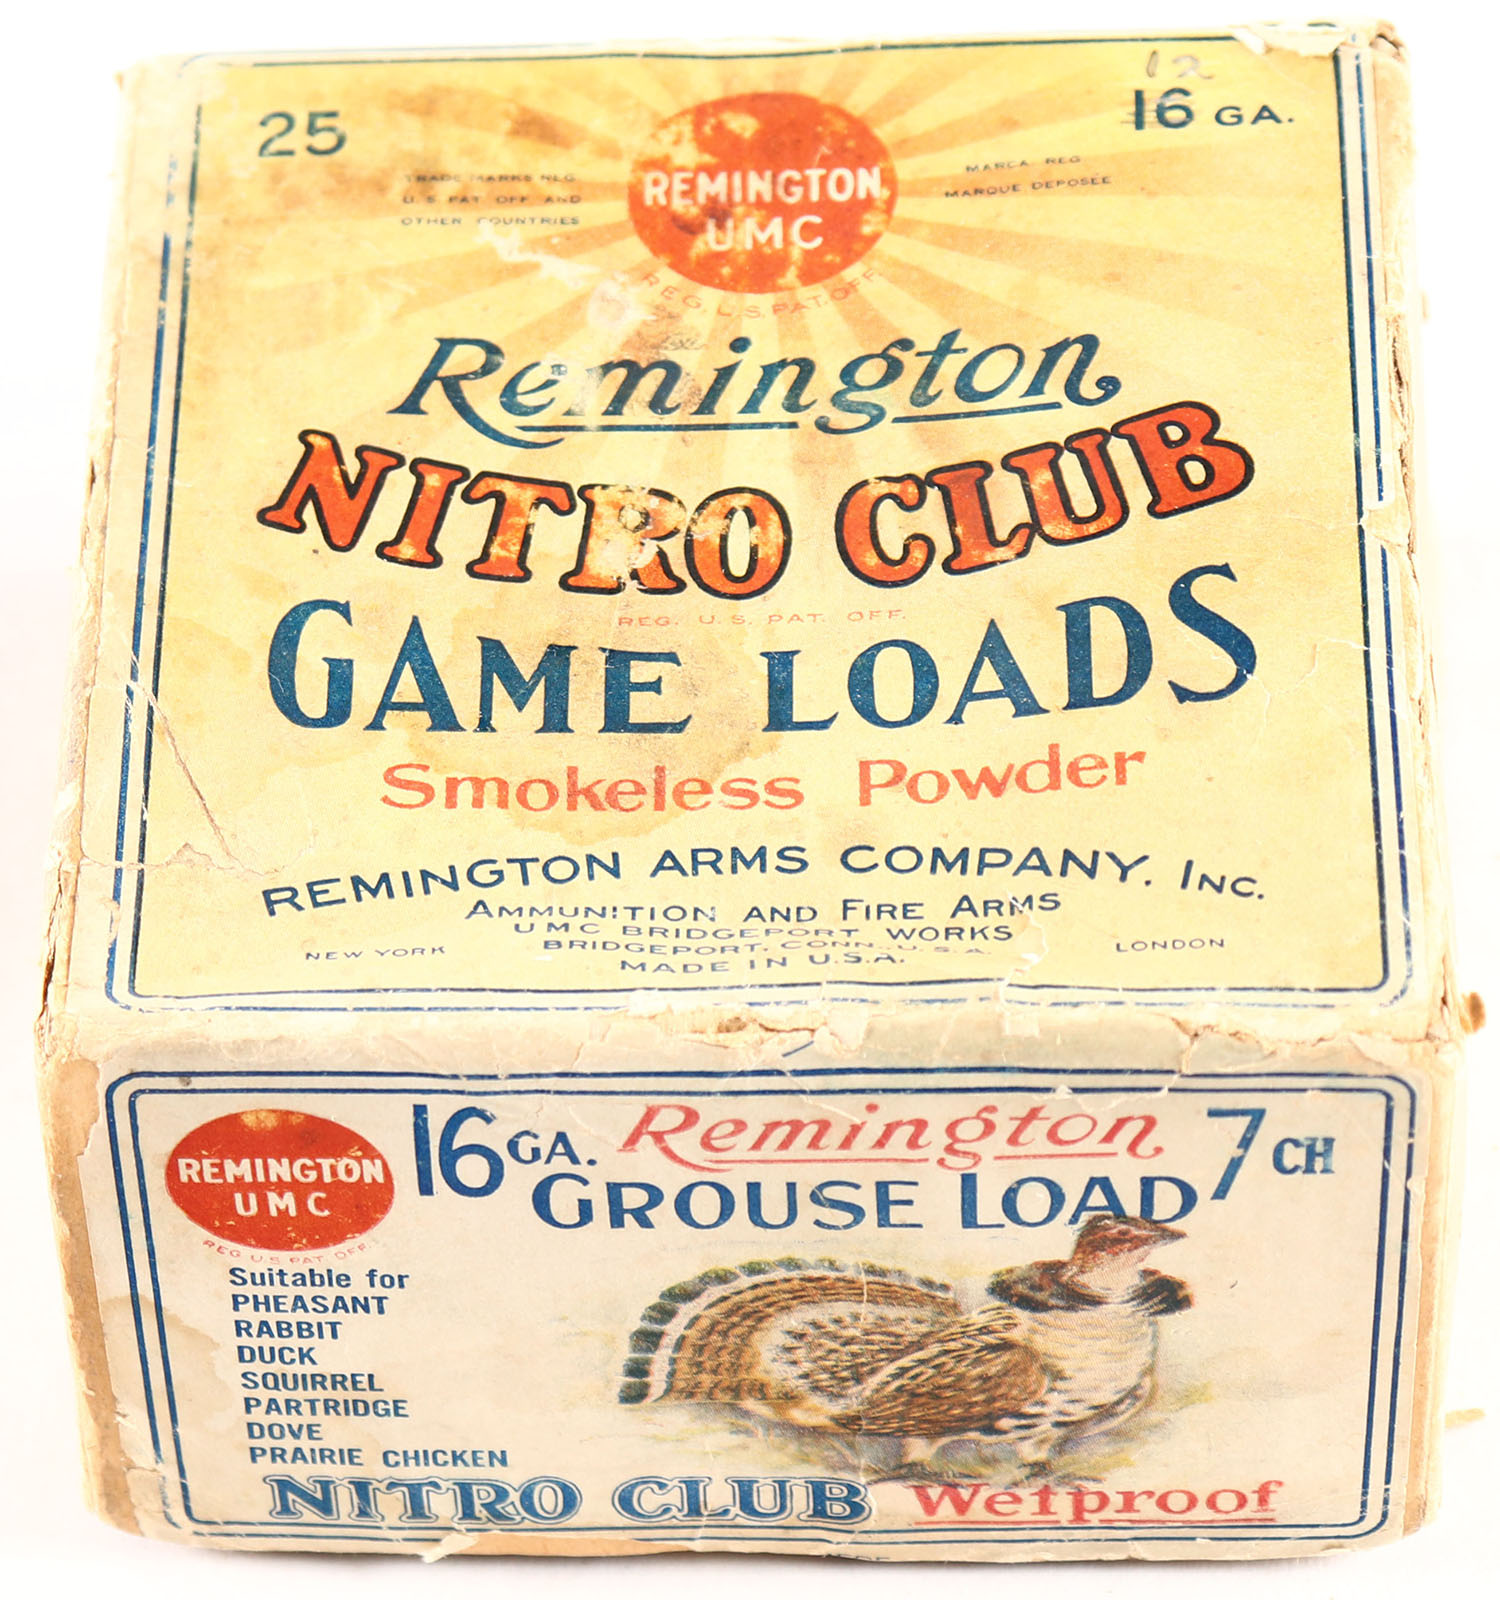 25
12
16 GA.
TRADE MARKS REG.
U.S. PAT. OFF. AND
OTHER COUNTRIES
REMINGTON
UMC
REG. U.S. PAT. OFF.
MARCA REG
MARQUE DEPOSÉE
Remington
NITRO CLUB
REG. U.S. PAT. OFF.
GAME LOADS
Smokeless Powder
REMINGTON ARMS COMPANY, INC.
AMMUNITION AND FIRE ARMS
UMC BRIDGEPORT WORKS
BRIDGEPORT, CONN., U.S.A.
NEW YORK
LONDON
MADE IN U.S.A.
REMINGTON
UMC
REG U.S PAT. OFF.
16 GA. Remington 7 CH
GROUSE LOAD
Suitable for
PHEASANT
RABBIT
DUCK
SQUIRREL
PARTRIDGE
DOVE
PRAIRIE CHICKEN
NITRO CLUB Wetproof